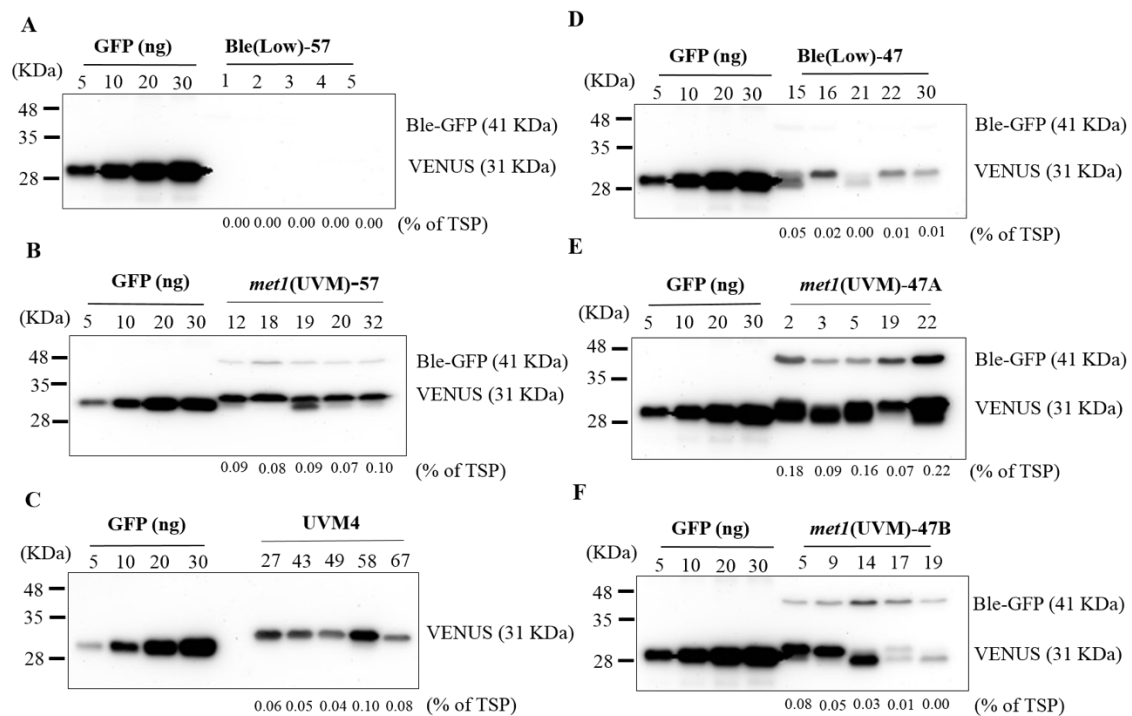 A
GFP (ng) Ble(Low)-57
(KDa)
5 10 20 30 1 2 3 4 5
48
35
28
Ble-GFP (41 KDa)
VENUS (31 KDa)
0.00 0.00 0.00 0.00 0.00 (% of TSP)
B
GFP (ng) met1(UVM)-57
(KDa)
5 10 20 30 12 18 19 20 32
48
35
28
Ble-GFP (41 KDa)
VENUS (31 KDa)
0.09 0.08 0.09 0.07 0.10 (% of TSP)
C
GFP (ng) UVM4
(KDa)
5 10 20 30 27 43 49 58 67
48
35
28
VENUS (31 KDa)
0.06 0.05 0.04 0.10 0.08 (% of TSP)
D
GFP (ng) Ble(Low)-47
(KDa)
5 10 20 30 15 16 21 22 30
48
35
28
Ble-GFP (41 KDa)
VENUS (31 KDa)
0.05 0.02 0.00 0.01 0.01 (% of TSP)
E
GFP (ng) met1(UVM)-47A
(KDa)
5 10 20 30 2 3 5 19 22
48
35
28
Ble-GFP (41 KDa)
VENUS (31 KDa)
0.18 0.09 0.16 0.07 0.22 (% of TSP)
F
GFP (ng) met1(UVM)-47B
(KDa)
5 10 20 30 5 9 14 17 19
48
35
28
Ble-GFP (41 KDa)
VENUS (31 KDa)
0.08 0.05 0.03 0.01 0.00 (% of TSP)